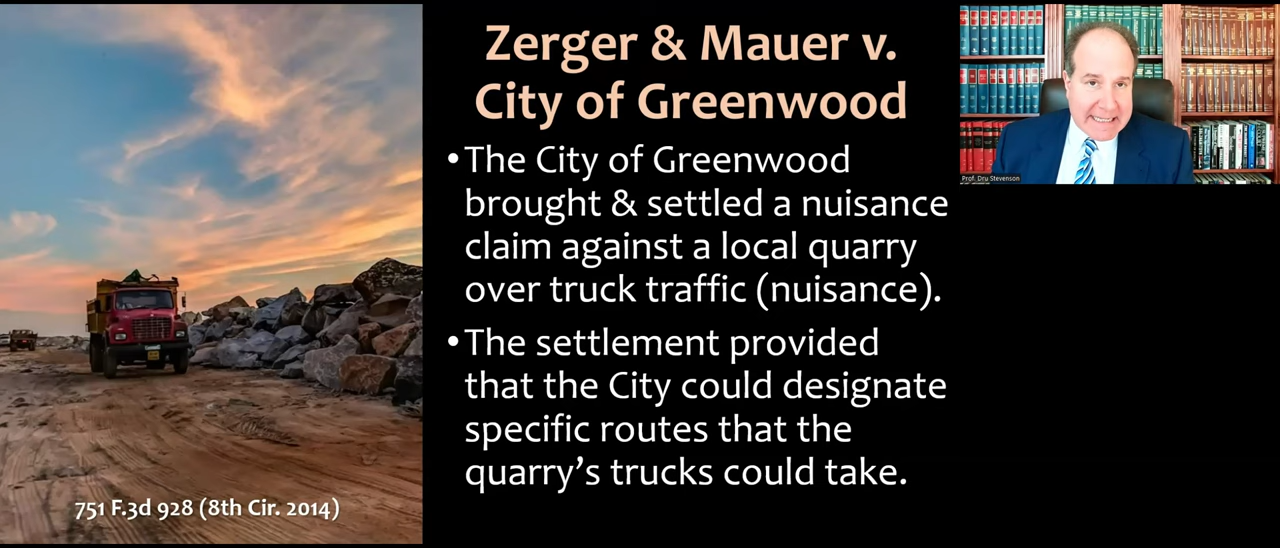 Zerger & Mauer v.
City of Greenwood
•The City of Greenwood
brought & settled a nuisance
claim against a local quarry
over truck traffic (nuisance).
•The settlement provided
that the City could designate
specific routes that the
quarry’s trucks could take.
751 F.3d 928 (8th Cir. 2014)
Prof. Dru Stevenson